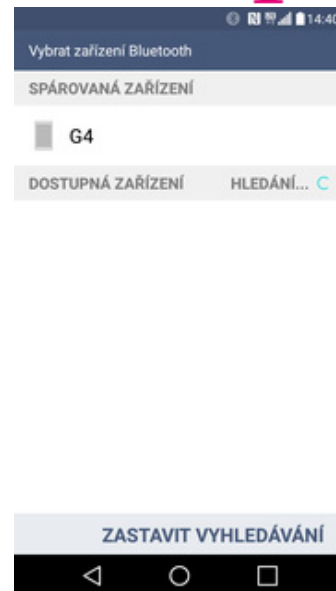 14:40
Vybrat zařízení Bluetooth
SPÁROVANÁ ZAŘÍZENÍ
G4
DOSTUPNÁ ZAŘÍZENÍ HLEDÁNÍ...
ZASTAVIT VYHLEDÁVÁNÍ